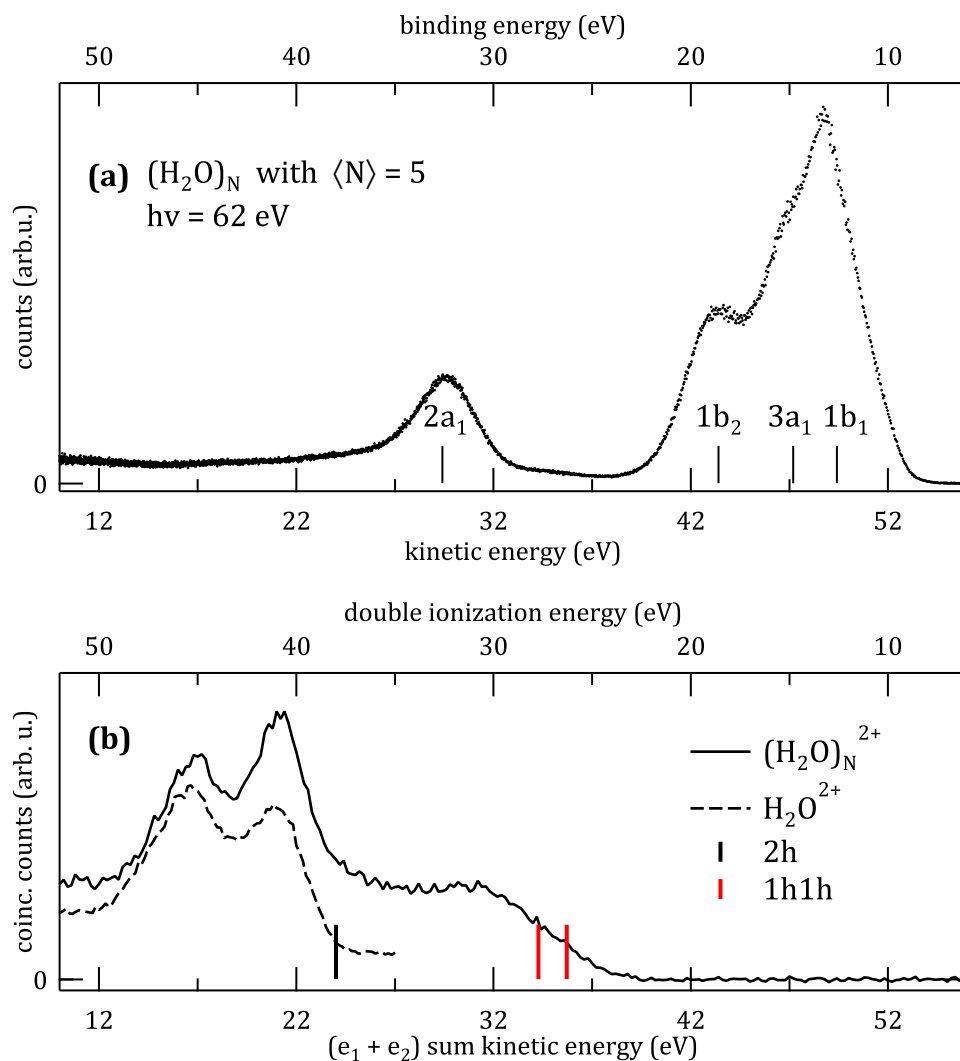 binding energy (eV)
50 40 30 20 10
(a) (H₂O)_N with ⟨N⟩ = 5
hν = 62 eV
counts (arb.u.)
2a₁ 1b₂ 3a₁ 1b₁
0
12 22 32 42 52
kinetic energy (eV)
double ionization energy (eV)
50 40 30 20 10
(b)
coinc. counts (arb. u.)
(H₂O)_N²⁺
H₂O²⁺
2h
1h1h
0
12 22 32 42 52
(e₁ + e₂) sum kinetic energy (eV)